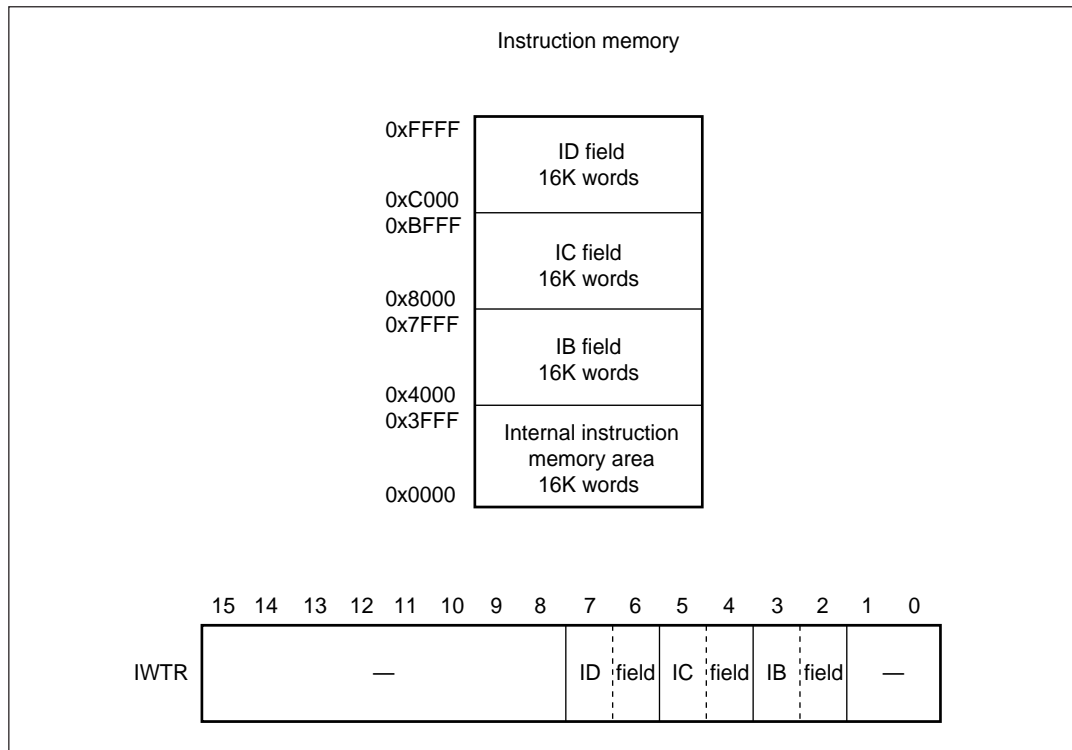 Instruction memory
0xFFFF
ID field
16K words
0xC000
0xBFFF
IC field
16K words
0x8000
0x7FFF
IB field
16K words
0x4000
0x3FFF
Internal instruction
memory area
16K words
0x0000
15 14 13 12 11 10 9 8 7 6 5 4 3 2 1 0
IWTR — ID field IC field IB field —